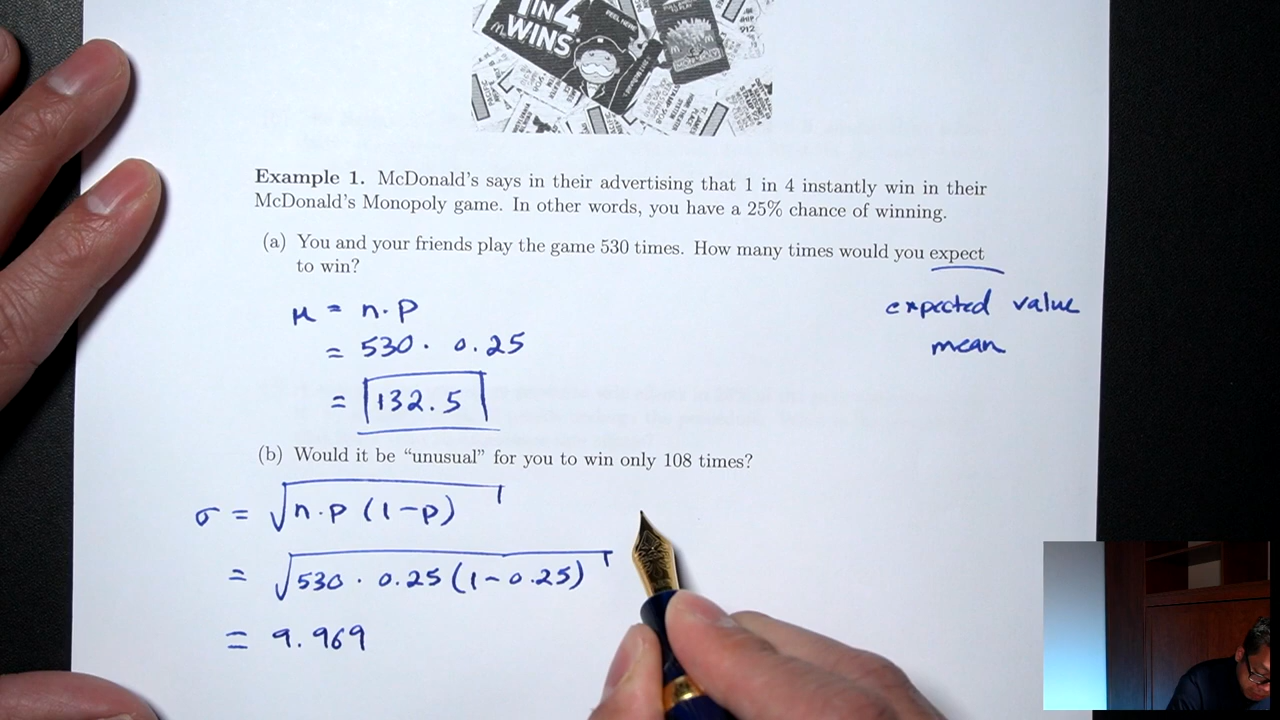 1 IN 4
WINS
FEEL HERE
Example 1. McDonald's says in their advertising that 1 in 4 instantly win in their
McDonald's Monopoly game. In other words, you have a 25% chance of winning.
(a) You and your friends play the game 530 times. How many times would you expect
to win?
expected value
mean
μ = n·p
= 530 · 0.25
= 132.5
(b) Would it be “unusual” for you to win only 108 times?
σ = √n·p (1-p)
= √530 · 0.25 (1-0.25)
= 9.969